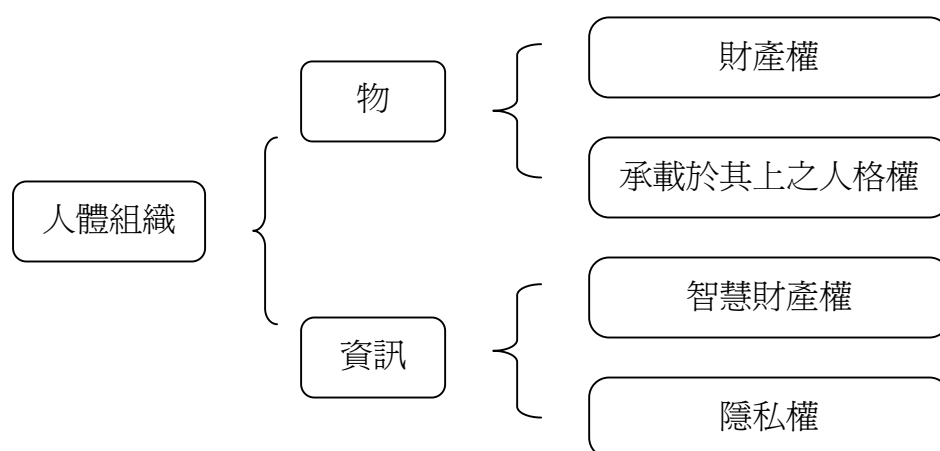 人體組織
物
財產權
承載於其上之人格權
資訊
智慧財產權
隱私權